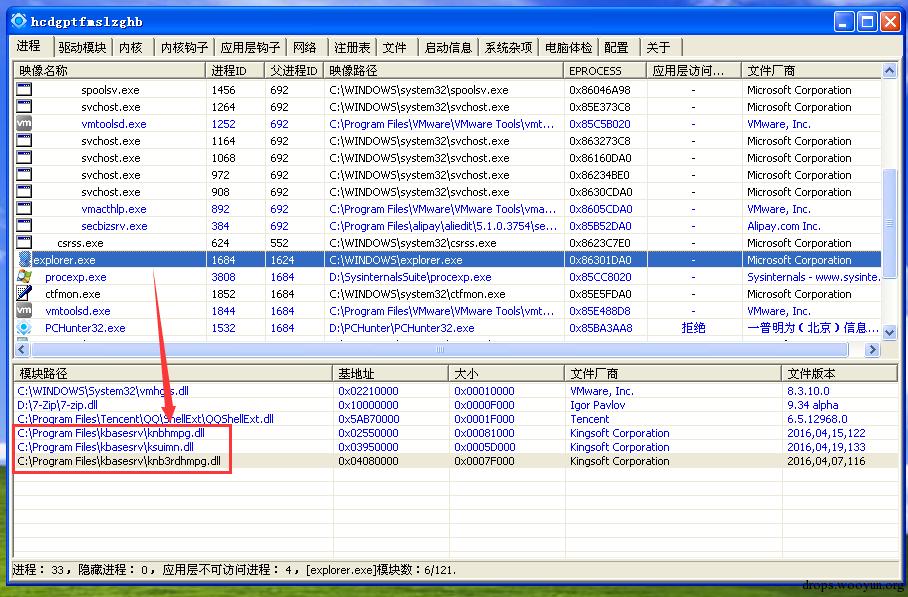 hcdgptfmslzghb
进程 驱动模块 内核 内核钩子 应用层钩子 网络 注册表 文件 启动信息 系统杂项 电脑体检 配置 关于
映像名称 进程ID 父进程ID 映像路径 EPROCESS 应用层访问... 文件厂商
spoolsv.exe 1456 692 C:\WINDOWS\system32\spoolsv.exe 0x86046A98 - Microsoft Corporation
svchost.exe 1264 692 C:\WINDOWS\system32\svchost.exe 0x85E373C8 - Microsoft Corporation
vmtoolsd.exe 1252 692 C:\Program Files\VMware\VMware Tools\vmt... 0x85C5B020 - VMware, Inc.
svchost.exe 1164 692 C:\WINDOWS\system32\svchost.exe 0x863273C8 - Microsoft Corporation
svchost.exe 1068 692 C:\WINDOWS\system32\svchost.exe 0x86160DA0 - Microsoft Corporation
svchost.exe 972 692 C:\WINDOWS\system32\svchost.exe 0x86234BE0 - Microsoft Corporation
svchost.exe 908 692 C:\WINDOWS\system32\svchost.exe 0x8630CDA0 - Microsoft Corporation
vmacthlp.exe 892 692 C:\Program Files\VMware\VMware Tools\vma... 0x8605CDA0 - VMware, Inc.
secbizsrv.exe 384 692 C:\Program Files\alipay\aliedit\5.1.0.3754\se... 0x85B52DA0 - Alipay.com Inc.
csrss.exe 624 552 C:\WINDOWS\system32\csrss.exe 0x8623C7E0 - Microsoft Corporation
explorer.exe 1684 1624 C:\WINDOWS\explorer.exe 0x86301DA0 - Microsoft Corporation
procexp.exe 3808 1684 D:\SysinternalsSuite\procexp.exe 0x85CC8020 - Sysinternals - www.sysinte...
ctfmon.exe 1852 1684 C:\WINDOWS\system32\ctfmon.exe 0x85E5FDA0 - Microsoft Corporation
vmtoolsd.exe 1844 1684 C:\Program Files\VMware\VMware Tools\vmt... 0x85E488D8 - VMware, Inc.
PCHunter32.exe 1532 1684 D:\PCHunter\PCHunter32.exe 0x85BA3AA8 拒绝 一普明为（北京）信息...
模块路径 基地址 大小 文件厂商 文件版本
C:\WINDOWS\System32\vmhgfs.dll 0x02210000 0x00010000 VMware, Inc. 8.3.10.0
D:\7-Zip\7-zip.dll 0x10000000 0x0000F000 Igor Pavlov 9.34 alpha
C:\Program Files\Tencent\QQ\ShellExt\QQShellExt.dll 0x5AB70000 0x0001F000 Tencent 6.5.12968.0
C:\Program Files\kbasesrv\knbhmpg.dll 0x02550000 0x00081000 Kingsoft Corporation 2016,04,15,122
C:\Program Files\kbasesrv\ksuimn.dll 0x03950000 0x0005D000 Kingsoft Corporation 2016,04,19,133
C:\Program Files\kbasesrv\knb3rdhmpg.dll 0x04080000 0x0007F000 Kingsoft Corporation 2016,04,07,116
进程： 33，隐藏进程： 0，应用层不可访问进程： 4，[explorer.exe]模块数：6/121.
drops.wooyun.org